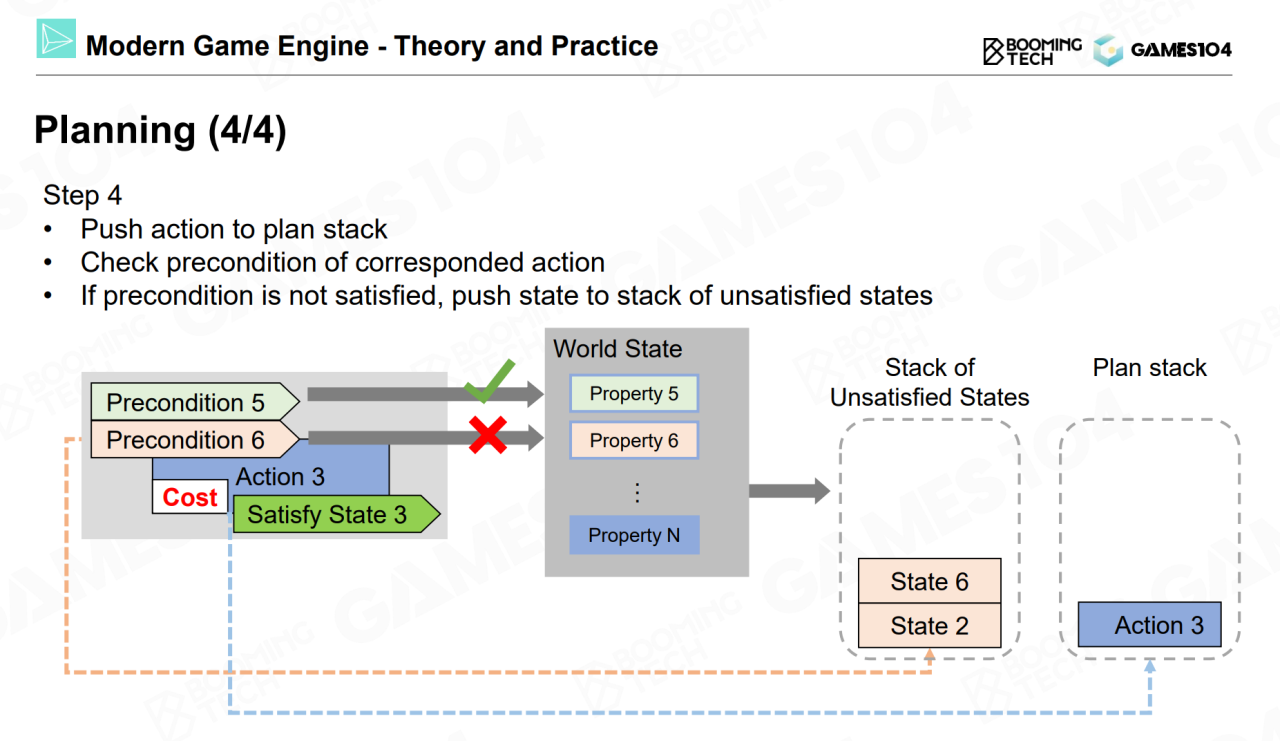 Modern Game Engine - Theory and Practice
BOOMING
TECH
GAMES104
Planning (4/4)
Step 4
• Push action to plan stack
• Check precondition of corresponded action
• If precondition is not satisfied, push state to stack of unsatisfied states
Precondition 5
Precondition 6
Action 3
Cost
Satisfy State 3
World State
Property 5
Property 6
⋮
Property N
Stack of
Unsatisfied States
State 6
State 2
Plan stack
Action 3